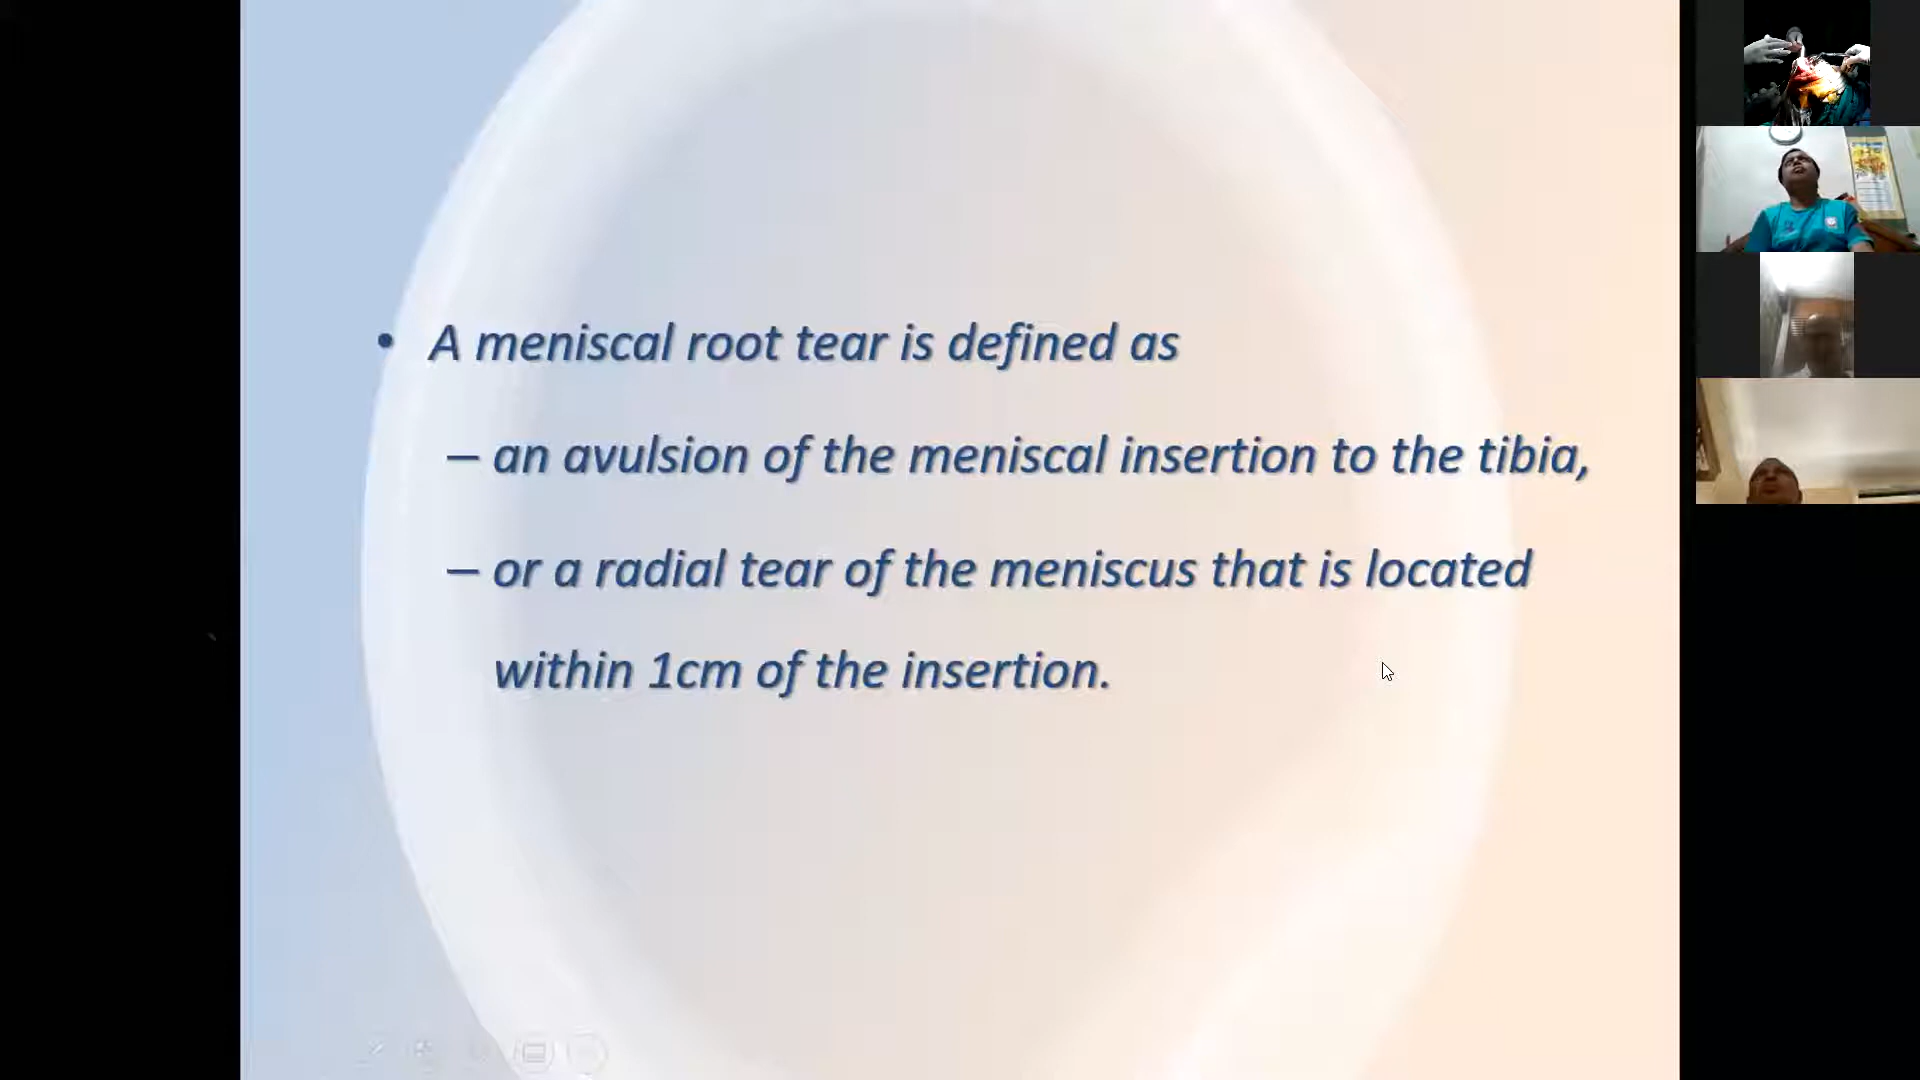 • A meniscal root tear is defined as
– an avulsion of the meniscal insertion to the tibia,
– or a radial tear of the meniscus that is located
within 1cm of the insertion.